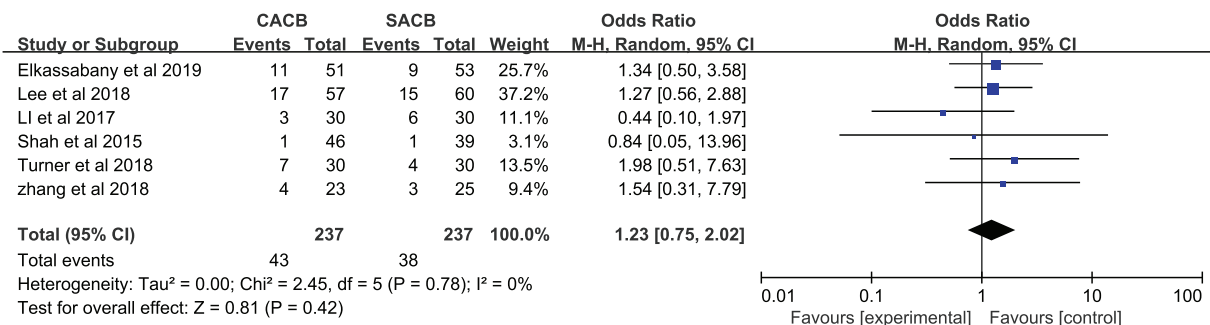 CACB SACB Odds Ratio Odds Ratio
Study or Subgroup Events Total Events Total Weight M-H, Random, 95% CI M-H, Random, 95% CI
Elkassabany et al 2019 11 51 9 53 25.7% 1.34 [0.50, 3.58]
Lee et al 2018 17 57 15 60 37.2% 1.27 [0.56, 2.88]
LI et al 2017 3 30 6 30 11.1% 0.44 [0.10, 1.97]
Shah et al 2015 1 46 1 39 3.1% 0.84 [0.05, 13.96]
Turner et al 2018 7 30 4 30 13.5% 1.98 [0.51, 7.63]
zhang et al 2018 4 23 3 25 9.4% 1.54 [0.31, 7.79]
Total (95% CI) 237 237 100.0% 1.23 [0.75, 2.02]
Total events 43 38
Heterogeneity: Tau² = 0.00; Chi² = 2.45, df = 5 (P = 0.78); I² = 0%
Test for overall effect: Z = 0.81 (P = 0.42)
0.01 0.1 1 10 100
Favours [experimental] Favours [control]